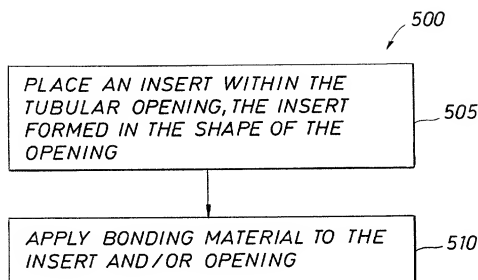 500
PLACE AN INSERT WITHIN THE
TUBULAR OPENING, THE INSERT
FORMED IN THE SHAPE OF THE
OPENING
505
APPLY BONDING MATERIAL TO THE
INSERT AND/OR OPENING
510